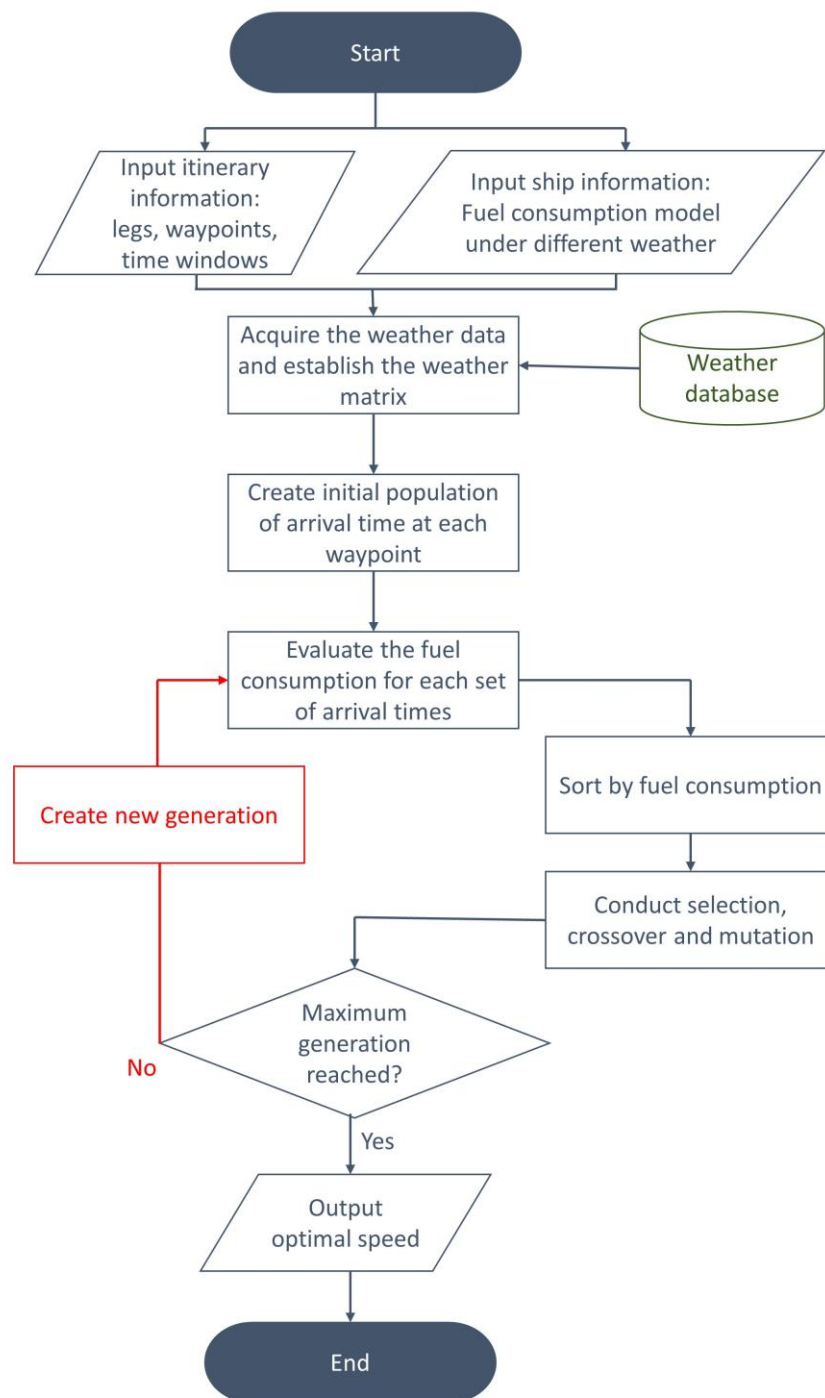 Start
Input itinerary
information:
legs, waypoints,
time windows
Input ship information:
Fuel consumption model
under different weather
Acquire the weather data
and establish the weather
matrix
Weather
database
Create initial population
of arrival time at each
waypoint
Evaluate the fuel
consumption for each set
of arrival times
Sort by fuel consumption
Create new generation
Conduct selection,
crossover and mutation
Maximum
generation
reached?
No
Yes
Output
optimal speed
End